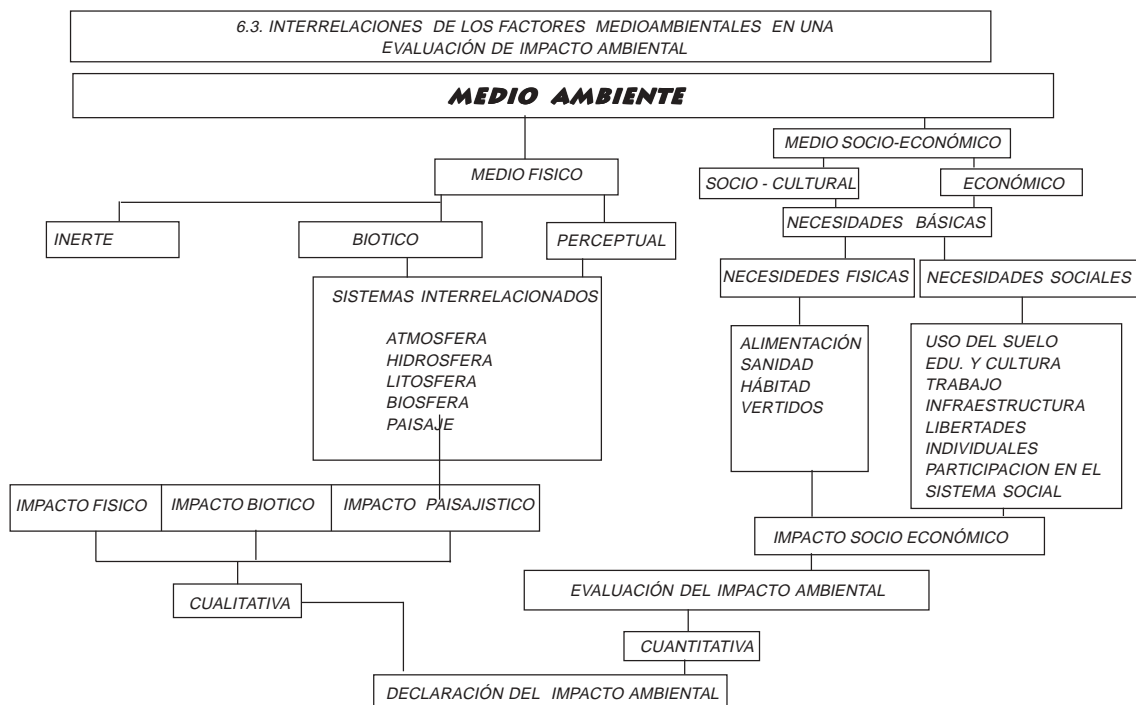 6.3. INTERRELACIONES DE LOS FACTORES MEDIOAMBIENTALES EN UNA
EVALUACIÓN DE IMPACTO AMBIENTAL
MEDIO AMBIENTE
MEDIO SOCIO-ECONÓMICO
MEDIO FISICO
SOCIO - CULTURAL
ECONÓMICO
INERTE
BIOTICO
PERCEPTUAL
NECESIDADES BÁSICAS
NECESIDEDES FISICAS
NECESIDADES SOCIALES
SISTEMAS INTERRELACIONADOS
ATMOSFERA
HIDROSFERA
LITOSFERA
BIOSFERA
PAISAJE
ALIMENTACIÓN
SANIDAD
HÁBITAD
VERTIDOS
USO DEL SUELO
EDU. Y CULTURA
TRABAJO
INFRAESTRUCTURA
LIBERTADES
INDIVIDUALES
PARTICIPACION EN EL
SISTEMA SOCIAL
IMPACTO FISICO
IMPACTO BIOTICO
IMPACTO PAISAJISTICO
IMPACTO SOCIO ECONÓMICO
EVALUACIÓN DEL IMPACTO AMBIENTAL
CUALITATIVA
CUANTITATIVA
DECLARACIÓN DEL IMPACTO AMBIENTAL